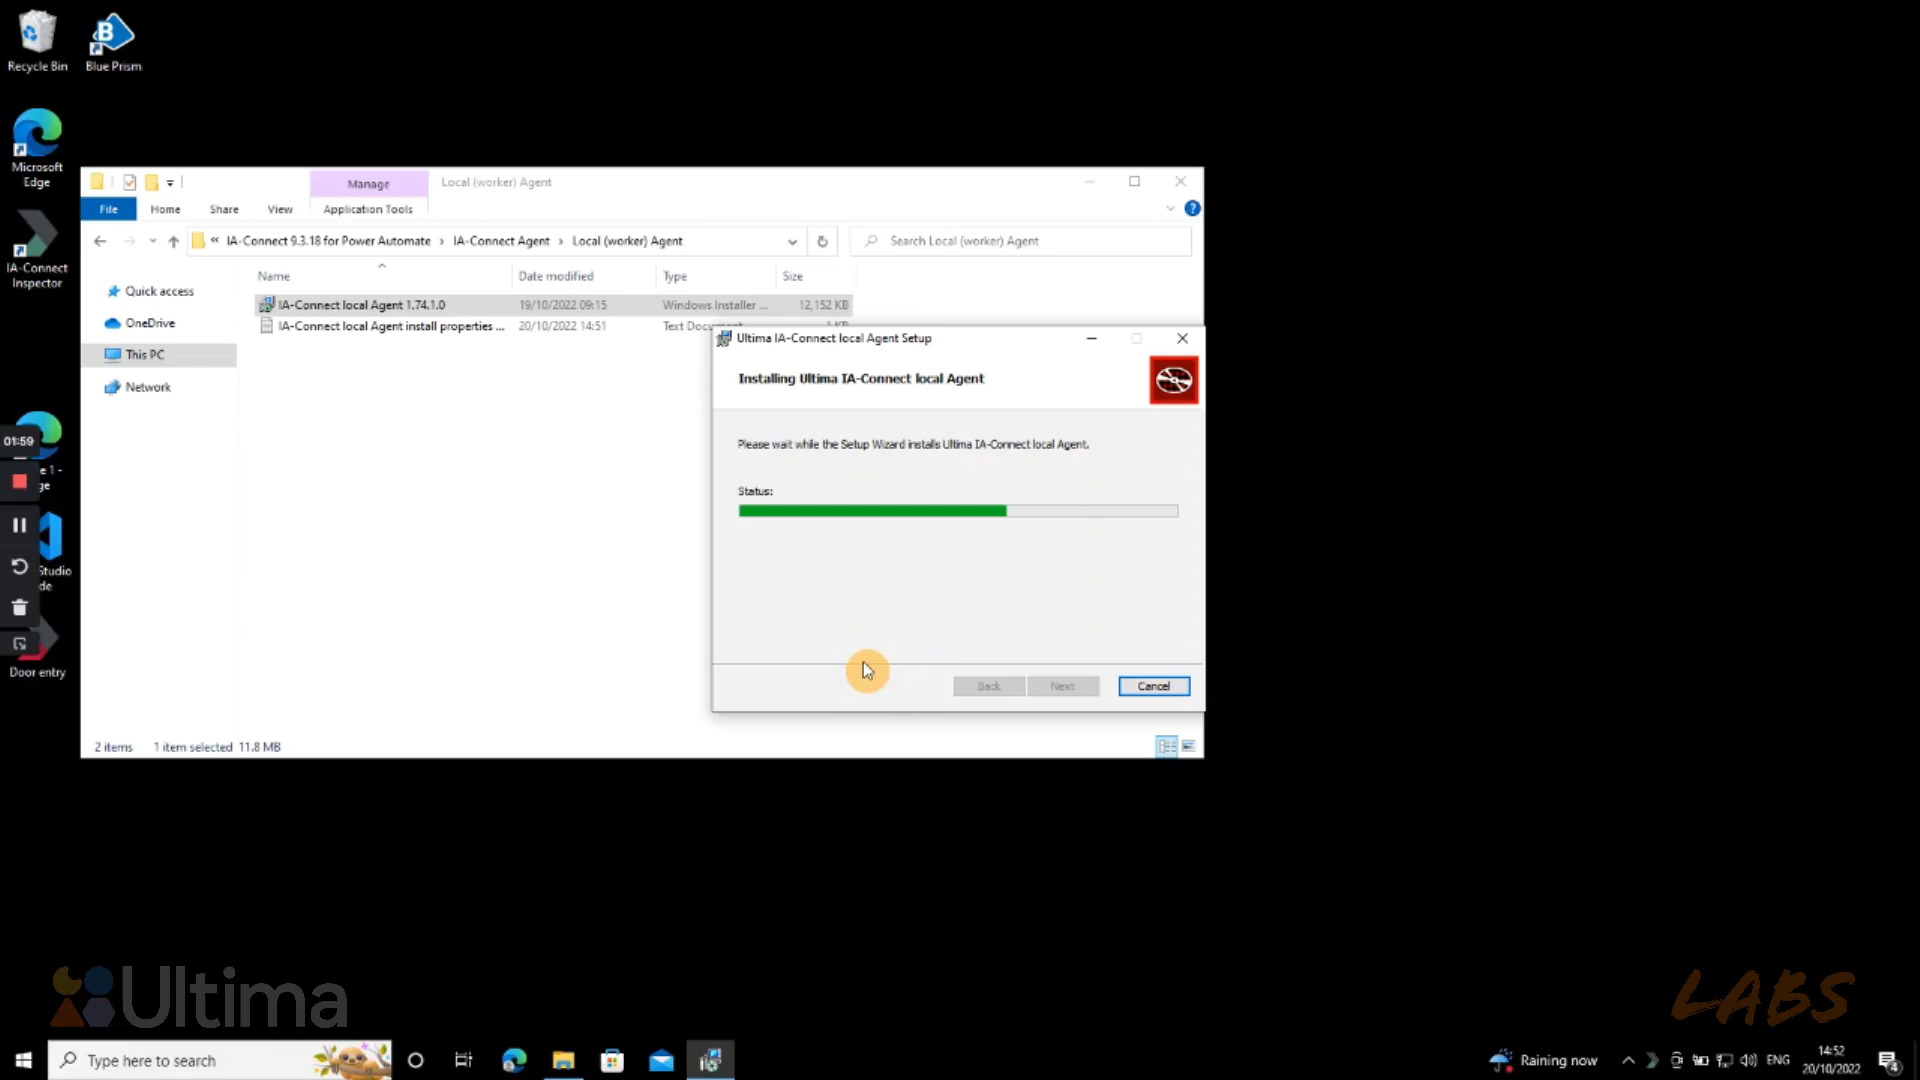 Recycle Bin
Blue Prism
Microsoft
Edge
IA-Connect
Inspector
01:59
Door entry
Manage
Local (worker) Agent
File
Home
Share
View
Application Tools
« IA-Connect 9.3.18 for Power Automate › IA-Connect Agent › Local (worker) Agent
Search Local (worker) Agent
Name
Date modified
Type
Size
Quick access
OneDrive
This PC
Network
IA-Connect local Agent 1.74.1.0 19/10/2022 09:15 Windows Installer ... 12,152 KB
IA-Connect local Agent install properties ... 20/10/2022 14:51
Ultima IA-Connect local Agent Setup
Installing Ultima IA-Connect local Agent
Please wait while the Setup Wizard installs Ultima IA-Connect local Agent.
Status:
Back
Next
Cancel
2 items 1 item selected 11.8 MB
Ultima
LABS
Type here to search
Raining now
ENG
14:52
20/10/2022
4